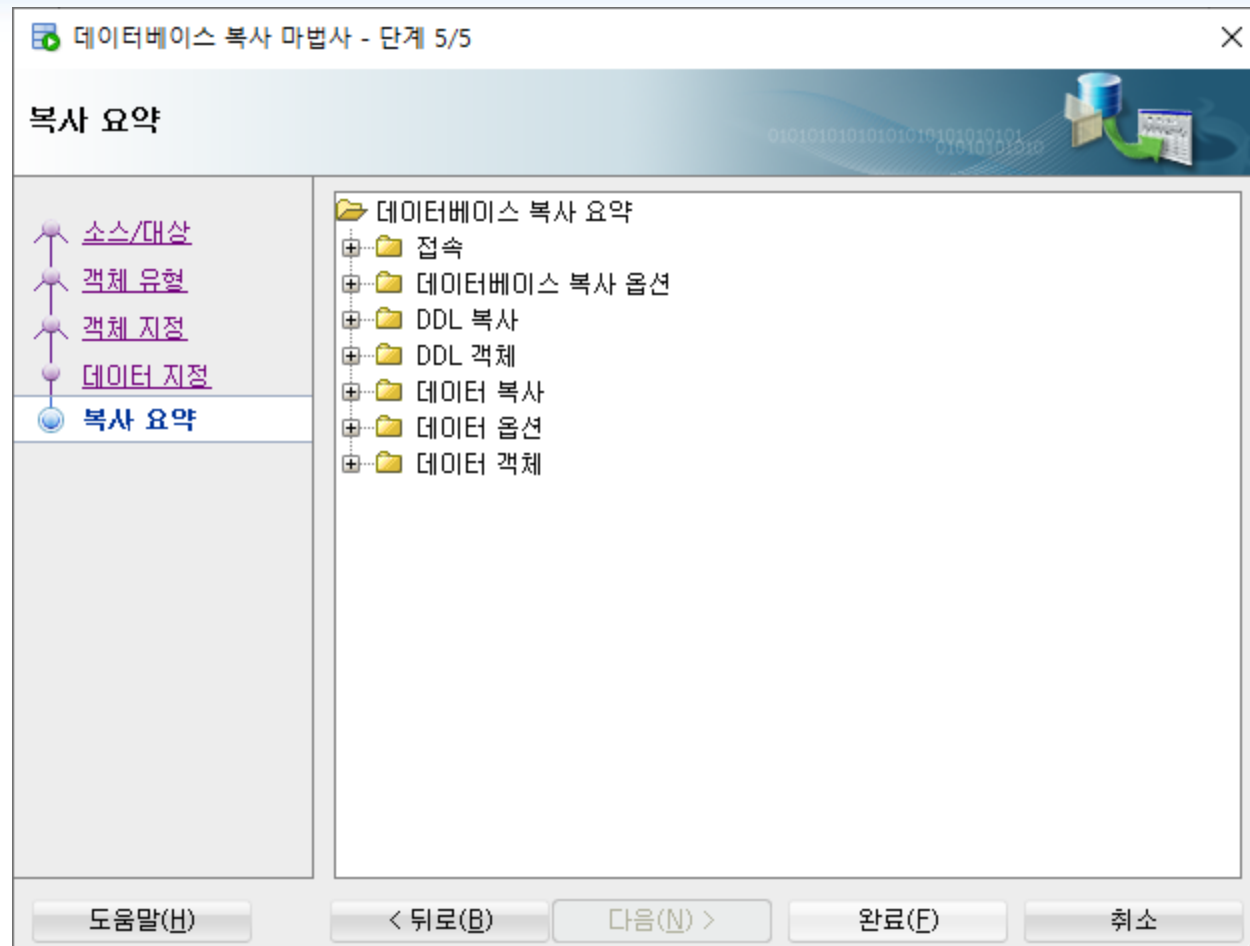 데이터베이스 복사 마법사 - 단계 5/5
복사 요약
소스/대상
객체 유형
객체 지정
데이터 지정
복사 요약
데이터베이스 복사 요약
접속
데이터베이스 복사 옵션
DDL 복사
DDL 객체
데이터 복사
데이터 옵션
데이터 객체
도움말(H)
< 뒤로(B)
다음(N) >
완료(F)
취소